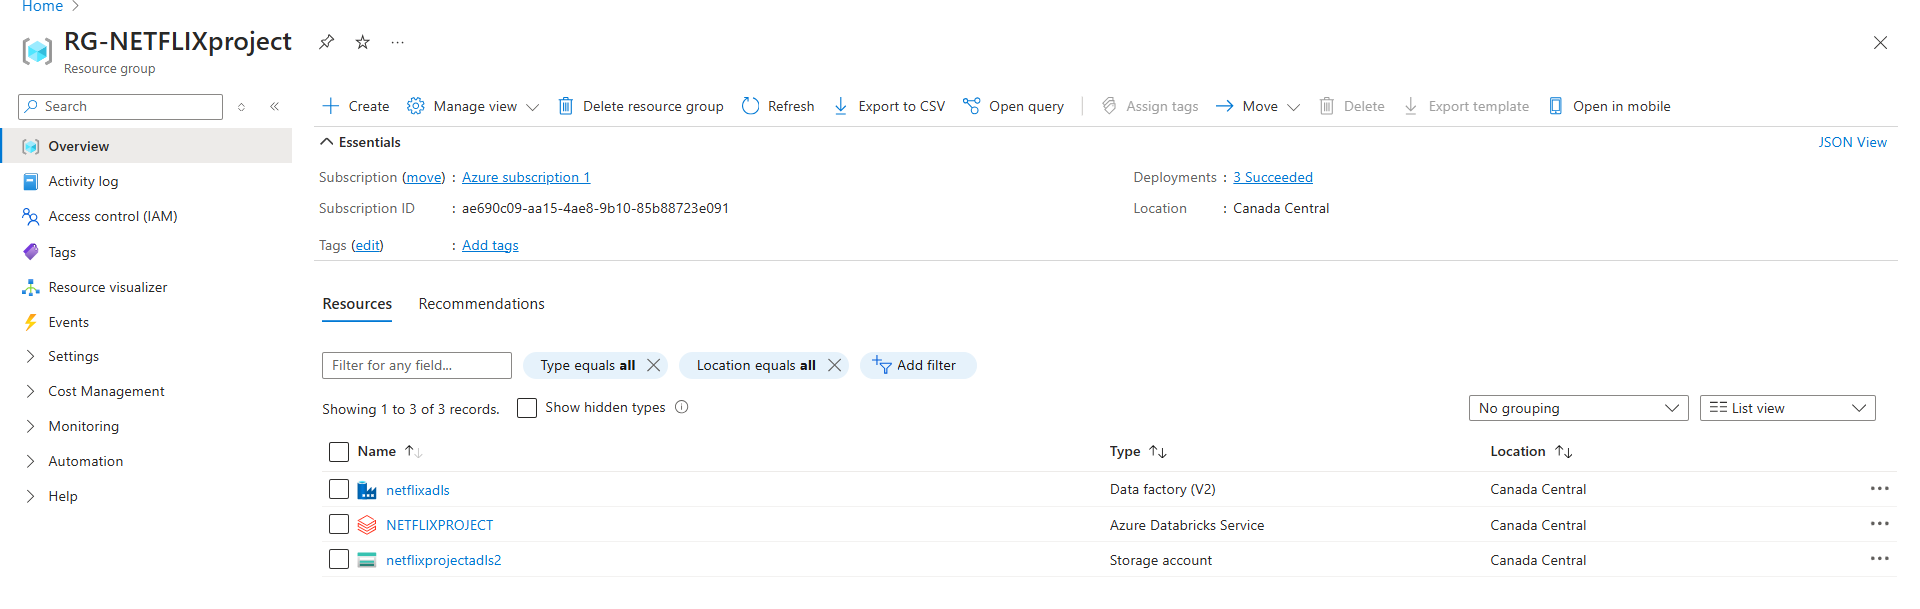 Home
RG-NETFLIXproject
Resource group
Search
Create Manage view Delete resource group Refresh Export to CSV Open query Assign tags Move Delete Export template Open in mobile
Overview
Activity log
Access control (IAM)
Tags
Resource visualizer
Events
Settings
Cost Management
Monitoring
Automation
Help
Essentials JSON View
Subscription (move) : Azure subscription 1 Deployments : 3 Succeeded
Subscription ID : ae690c09-aa15-4ae8-9b10-85b88723e091 Location : Canada Central
Tags (edit) : Add tags
Resources Recommendations
Filter for any field... Type equals all Location equals all Add filter
Showing 1 to 3 of 3 records. Show hidden types No grouping List view
Name Type Location
netflixadls Data factory (V2) Canada Central
NETFLIXPROJECT Azure Databricks Service Canada Central
netflixprojectadls2 Storage account Canada Central